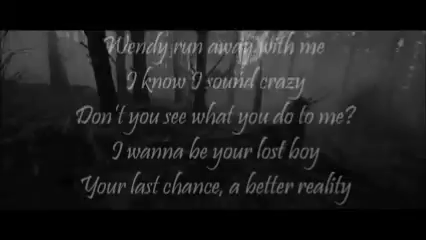 Wendy run away with me
I know I sound crazy
Don't you see what you do to me?
I wanna be your lost boy
Your last chance, a better reality